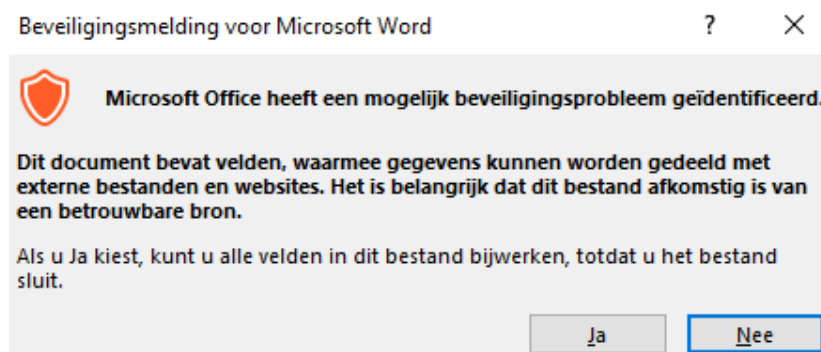 Beveiligingsmelding voor Microsoft Word ? ×
Microsoft Office heeft een mogelijk beveiligingsprobleem geïdentificeerd.
Dit document bevat velden, waarmee gegevens kunnen worden gedeeld met
externe bestanden en websites. Het is belangrijk dat dit bestand afkomstig is van
een betrouwbare bron.
Als u Ja kiest, kunt u alle velden in dit bestand bijwerken, totdat u het bestand
sluit.
Ja Nee